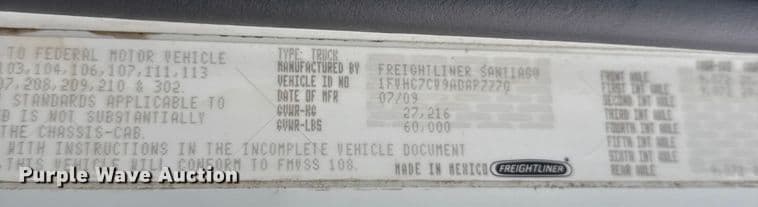 TO FEDERAL MOTOR VEHICLE
103,104,106,107,111,113
07,208,209,210 & 302.
STANDARDS APPLICABLE TO
D IS NOT SUBSTANTIALLY
THE CHASSIS-CAB.
WITH INSTRUCTIONS IN THE INCOMPLETE VEHICLE DOCUMENT
THIS VEHICLE WILL CONFORM TO FMVSS 108.
TYPE: TRUCK
MANUFACTURED BY FREIGHTLINER SANTIAGO
VEHICLE ID NO
DATE OF MFR 07/09
GVWR-KG 27,216
GVWR-LBS 60,000
MADE IN MEXICO FREIGHTLINER
FRONT AXLE
FIRST INT AXLE
SECOND INT AXLE
THIRD INT AXLE
FOURTH INT AXLE
FIFTH INT AXLE
SIXTH INT AXLE
REAR AXLE
Purple Wave Auction